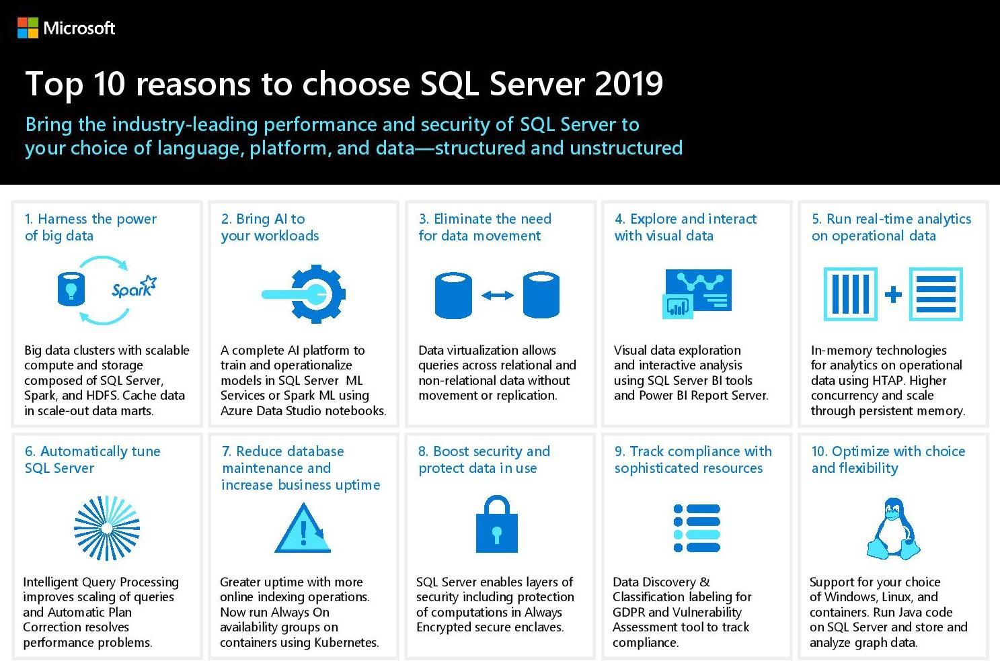 Microsoft
Top 10 reasons to choose SQL Server 2019
Bring the industry-leading performance and security of SQL Server to
your choice of language, platform, and data—structured and unstructured
1. Harness the power
of big data
Spark
Big data clusters with scalable
compute and storage
composed of SQL Server,
Spark, and HDFS. Cache data
in scale-out data marts.
2. Bring AI to
your workloads
A complete AI platform to
train and operationalize
models in SQL Server ML
Services or Spark ML using
Azure Data Studio notebooks.
3. Eliminate the need
for data movement
Data virtualization allows
queries across relational and
non-relational data without
movement or replication.
4. Explore and interact
with visual data
Visual data exploration
and interactive analysis
using SQL Server BI tools
and Power BI Report Server.
5. Run real-time analytics
on operational data
In-memory technologies
for analytics on operational
data using HTAP. Higher
concurrency and scale
through persistent memory.
6. Automatically tune
SQL Server
Intelligent Query Processing
improves scaling of queries
and Automatic Plan
Correction resolves
performance problems.
7. Reduce database
maintenance and
increase business uptime
Greater uptime with more
online indexing operations.
Now run Always On
availability groups on
containers using Kubernetes.
8. Boost security and
protect data in use
SQL Server enables layers of
security including protection
of computations in Always
Encrypted secure enclaves.
9. Track compliance with
sophisticated resources
Data Discovery &
Classification labeling for
GDPR and Vulnerability
Assessment tool to track
compliance.
10. Optimize with choice
and flexibility
Support for your choice
of Windows, Linux, and
containers. Run Java code
on SQL Server and store and
analyze graph data.